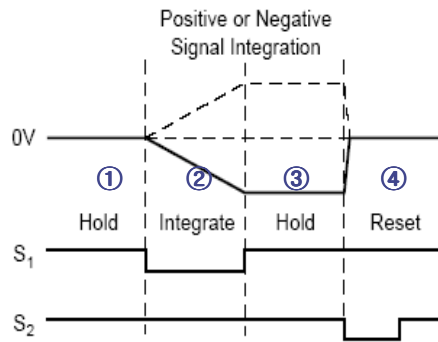 Positive or Negative
Signal Integration
0V
① ② ③ ④
Hold Integrate Hold Reset
S1
S2